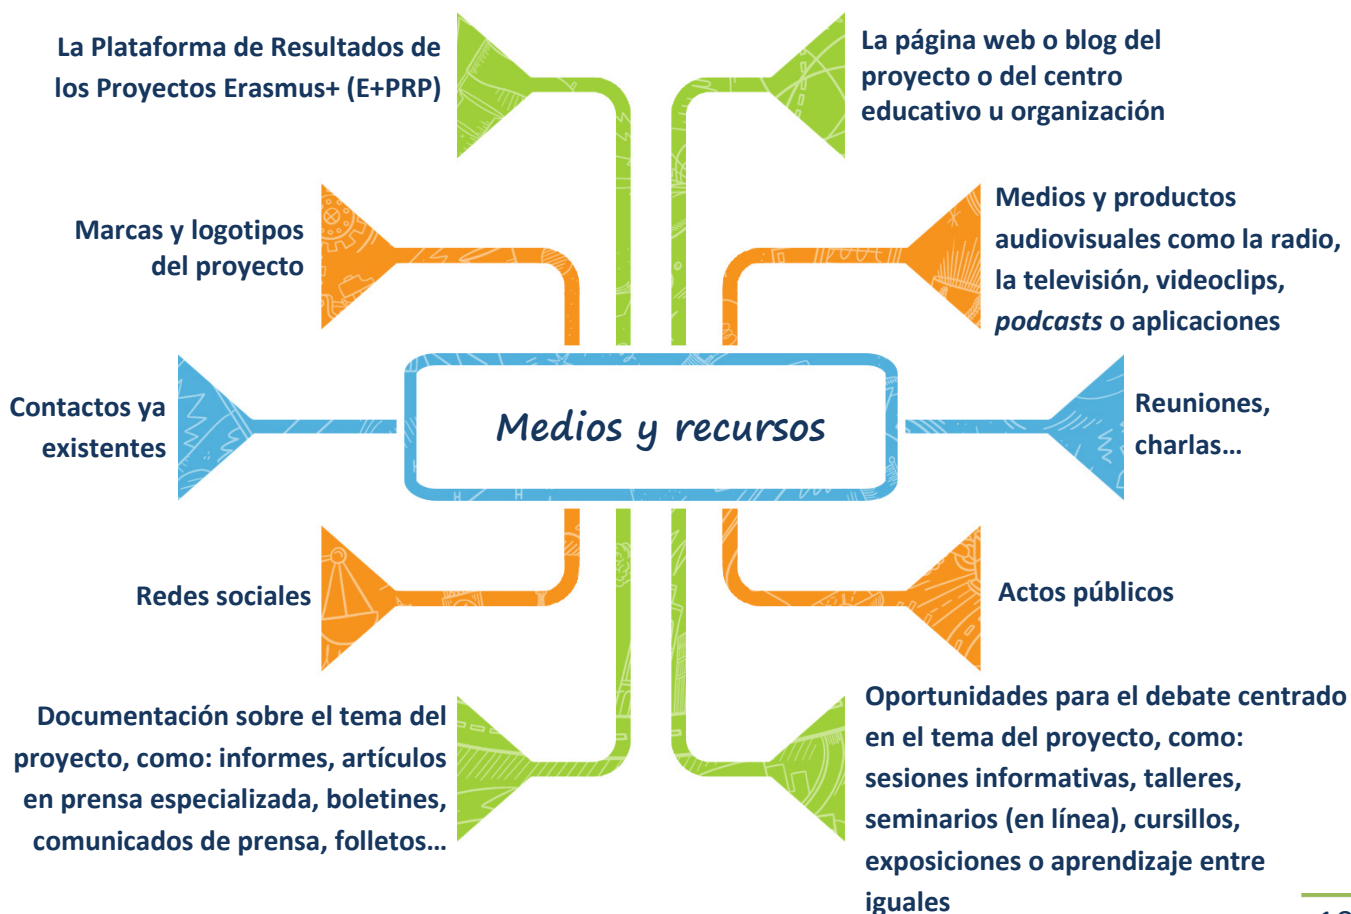 La Plataforma de Resultados de
los Proyectos Erasmus+ (E+PRP)
La página web o blog del
proyecto o del centro
educativo u organización
Marcas y logotipos
del proyecto
Medios y productos
audiovisuales como la radio,
la televisión, videoclips,
podcasts o aplicaciones
Contactos ya
existentes
Medios y recursos
Reuniones,
charlas…
Redes sociales
Actos públicos
Documentación sobre el tema del
proyecto, como: informes, artículos
en prensa especializada, boletines,
comunicados de prensa, folletos…
Oportunidades para el debate centrado
en el tema del proyecto, como:
sesiones informativas, talleres,
seminarios (en línea), cursillos,
exposiciones o aprendizaje entre
iguales